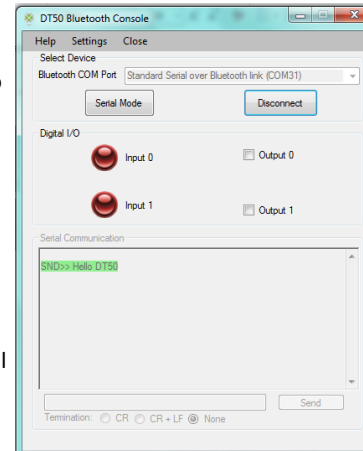 DT50 Bluetooth Console
Help Settings Close
Select Device
Bluetooth COM Port Standard Serial over Bluetooth link (COM31)
Serial Mode Disconnect
Digital I/O
Input 0 Output 0
Input 1 Output 1
Serial Communication
SND>> Hello DT50
Send
Termination: CR CR + LF None